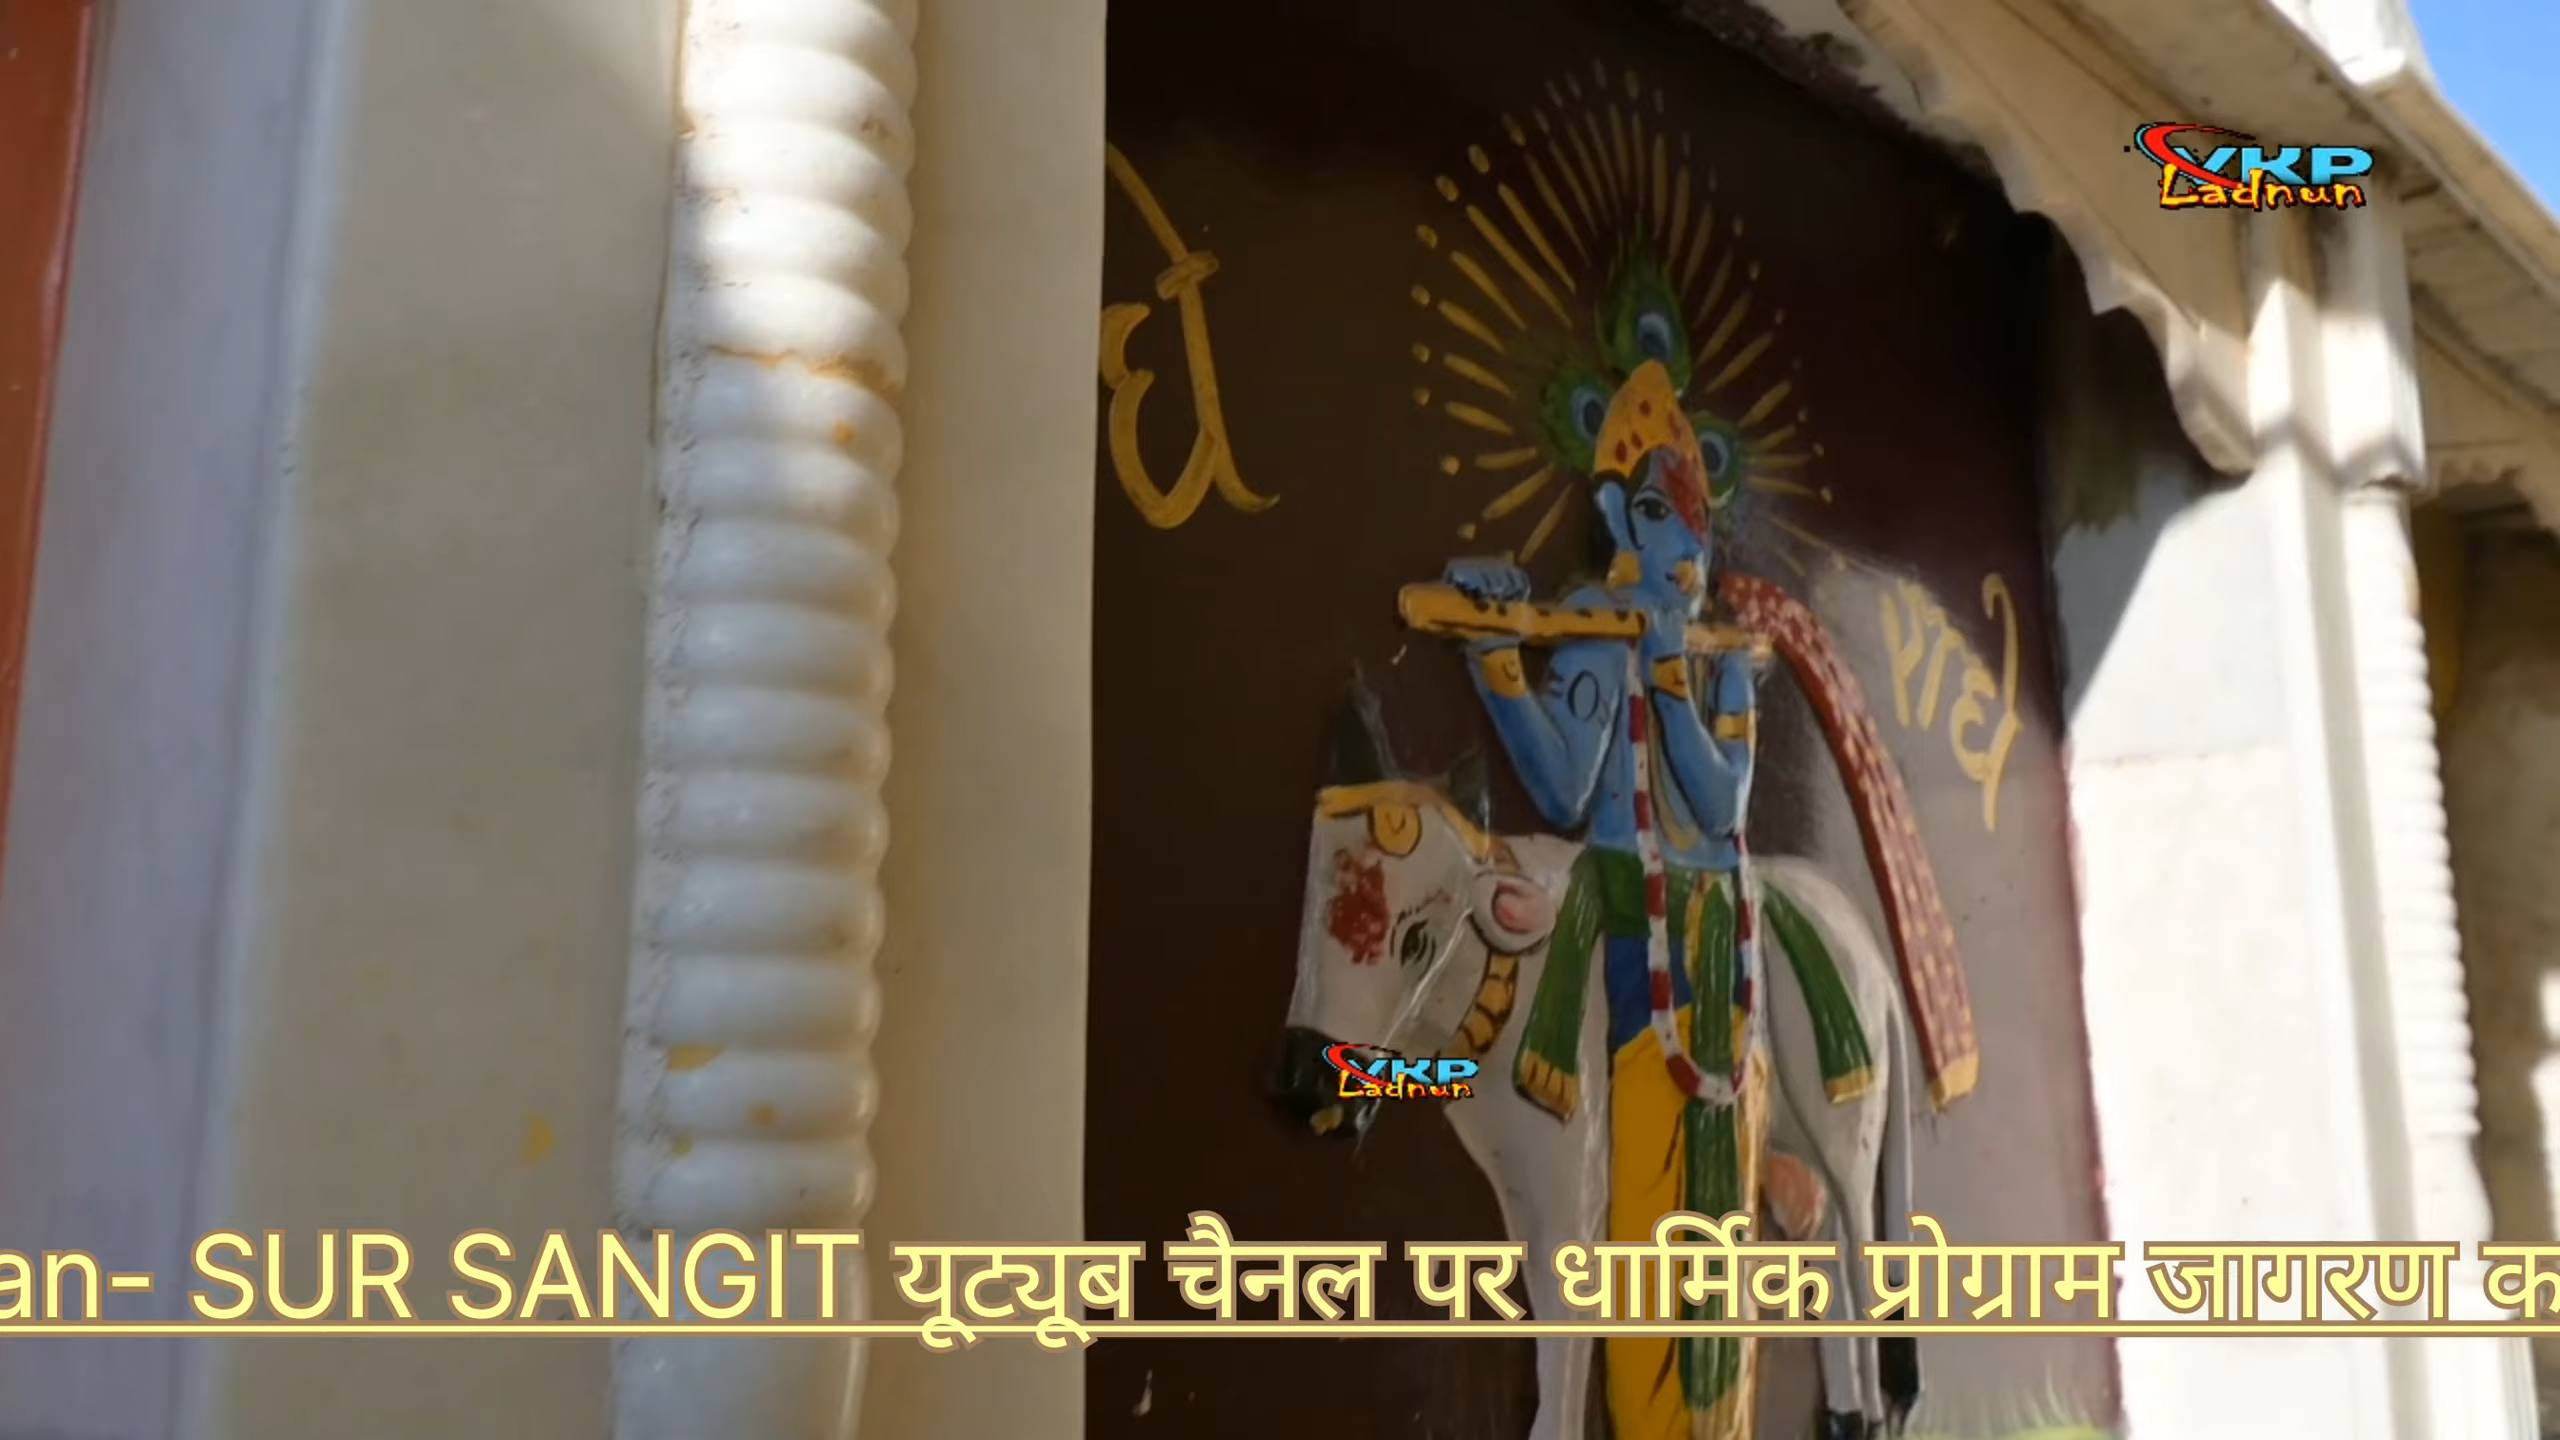 VKP
Ladnun
धे
राधे
VKP
Ladnun
an- SUR SANGIT यूट्यूब चैनल पर धार्मिक प्रोग्राम जागरण क